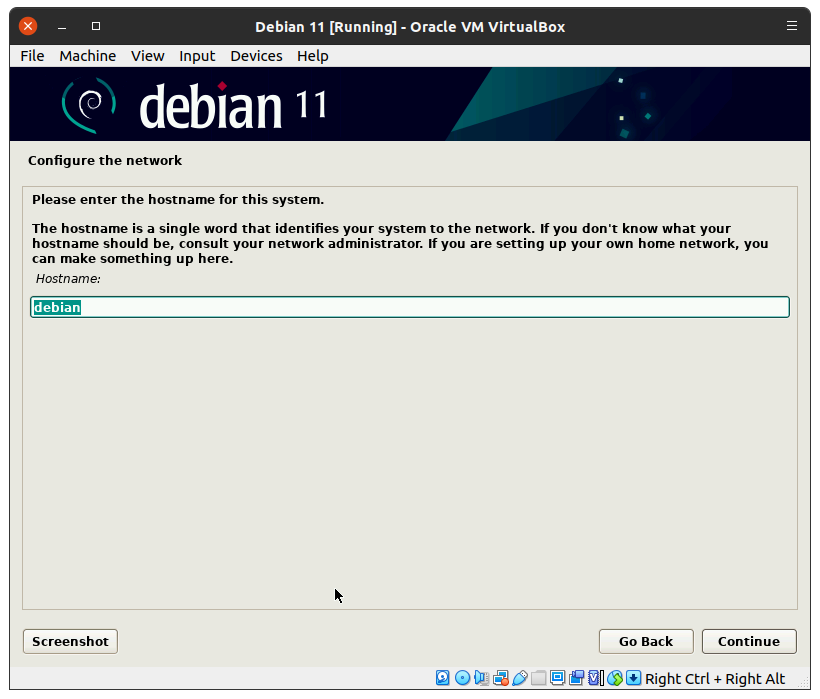 Debian 11 [Running] - Oracle VM VirtualBox
File Machine View Input Devices Help
debian 11
Configure the network
Please enter the hostname for this system.
The hostname is a single word that identifies your system to the network. If you don't know what your
hostname should be, consult your network administrator. If you are setting up your own home network, you
can make something up here.
Hostname:
debian
Screenshot
Go Back
Continue
Right Ctrl + Right Alt